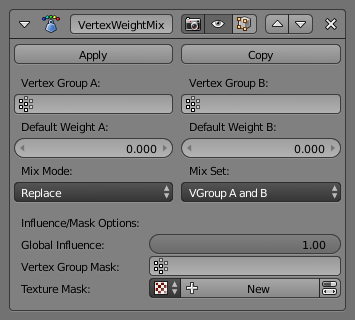 VertexWeightMix
Apply Copy
Vertex Group A: Vertex Group B:
Default Weight A: Default Weight B:
0.000 0.000
Mix Mode: Mix Set:
Replace VGroup A and B
Influence/Mask Options:
Global Influence: 1.00
Vertex Group Mask:
Texture Mask: New